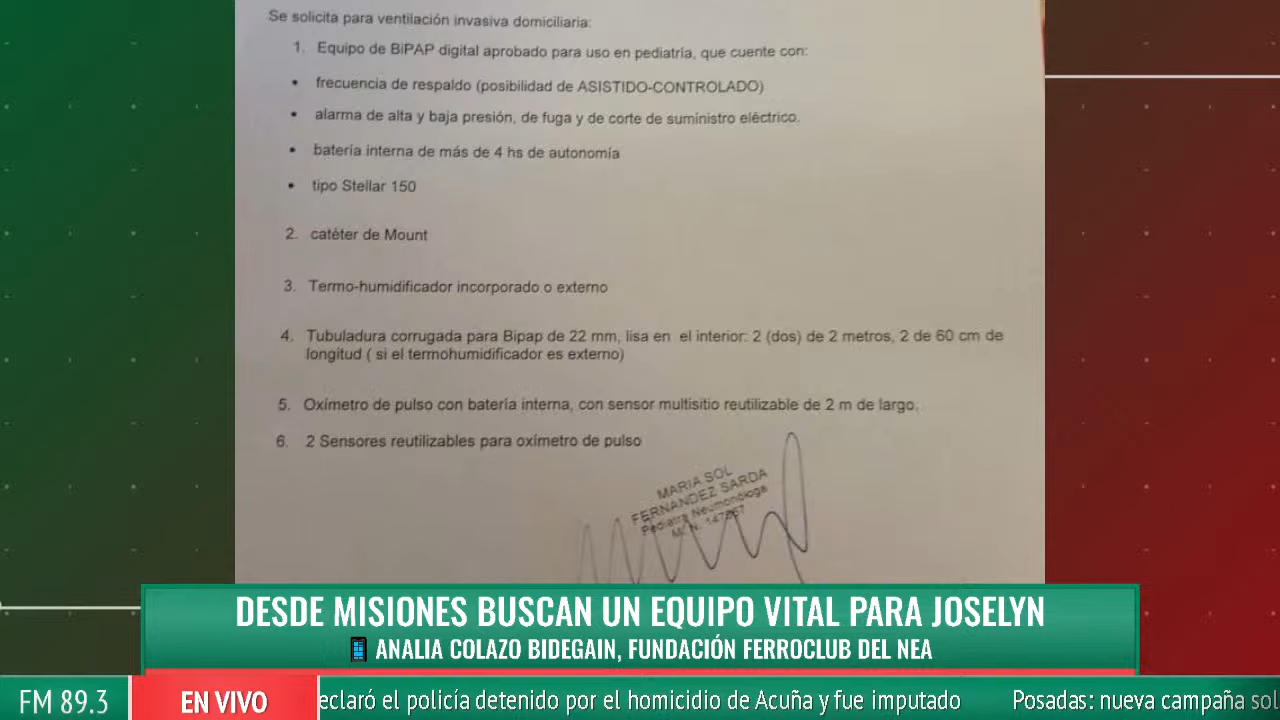 Se solicita para ventilación invasiva domiciliaria:
1. Equipo de BiPAP digital aprobado para uso en pediatría, que cuente con:
• frecuencia de respaldo (posibilidad de ASISTIDO-CONTROLADO)
• alarma de alta y baja presión, de fuga y de corte de suministro eléctrico.
• batería interna de más de 4 hs de autonomía
• tipo Stellar 150
2. catéter de Mount
3. Termo-humidificador incorporado o externo
4. Tubuladura corrugada para Bipap de 22 mm, lisa en el interior: 2 (dos) de 2 metros, 2 de 60 cm de
longitud ( si el termohumidificador es externo)
5. Oxímetro de pulso con batería interna, con sensor multisitio reutilizable de 2 m de largo.
6. 2 Sensores reutilizables para oxímetro de pulso
MARIA SOL
FERNANDEZ SARDA
Pediatra Neumonóloga
M. N.
DESDE MISIONES BUSCAN UN EQUIPO VITAL PARA JOSELYN
ANALIA COLAZO BIDEGAIN, FUNDACIÓN FERROCLUB DEL NEA
FM 89.3
EN VIVO
eclaró el policía detenido por el homicidio de Acuña y fue imputado Posadas: nueva campaña sol